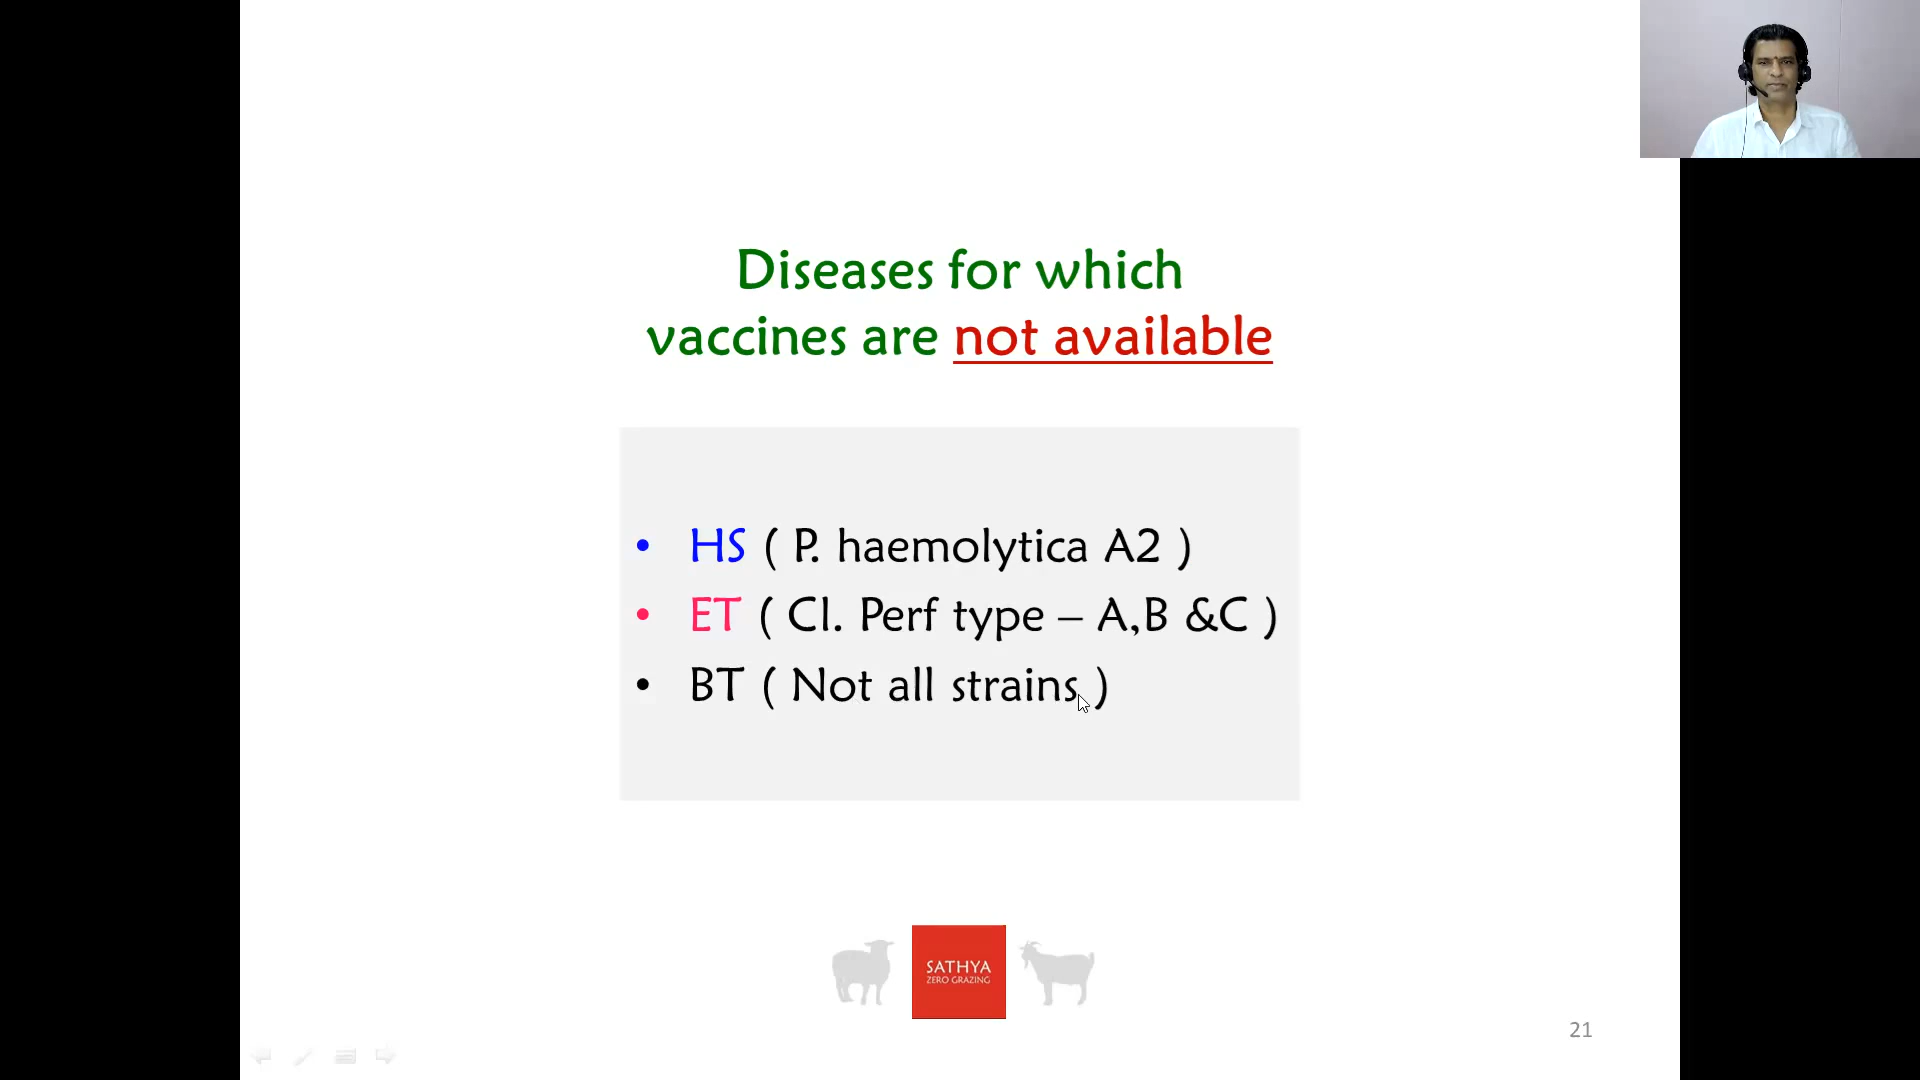 Diseases for which
vaccines are not available
• HS ( P. haemolytica A2 )
• ET ( Cl. Perf type – A,B &C )
• BT ( Not all strains )
SATHYA
ZERO GRAZING
21